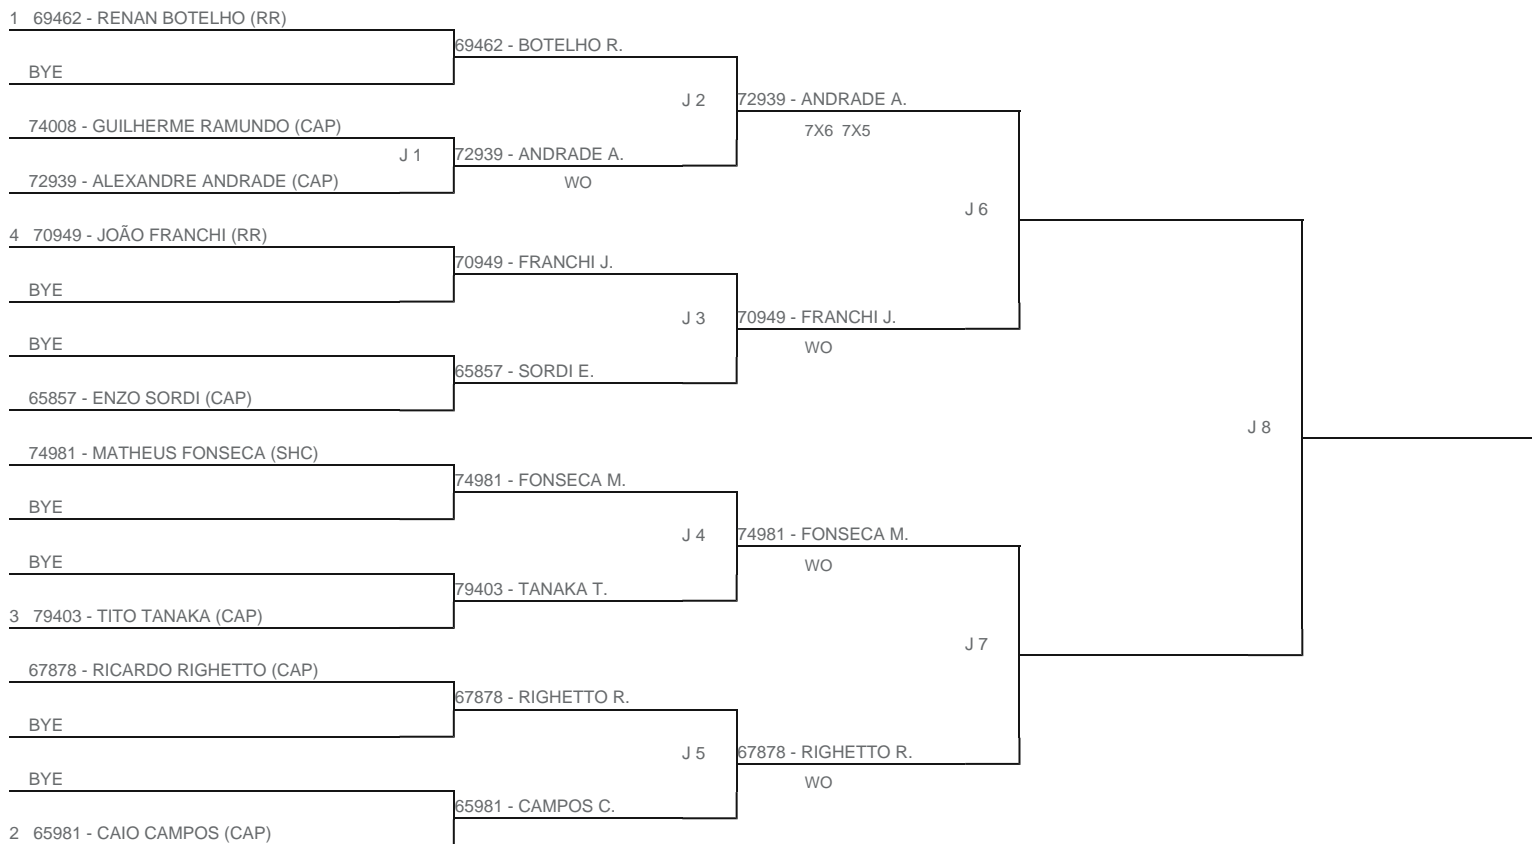 1 69462 - RENAN BOTELHO (RR)
69462 - BOTELHO R.
BYE
J 2
72939 - ANDRADE A.
7X6 7X5
74008 - GUILHERME RAMUNDO (CAP)
J 1
72939 - ANDRADE A.
WO
72939 - ALEXANDRE ANDRADE (CAP)
J 6
4 70949 - JOÃO FRANCHI (RR)
70949 - FRANCHI J.
BYE
J 3
70949 - FRANCHI J.
WO
BYE
65857 - SORDI E.
65857 - ENZO SORDI (CAP)
J 8
74981 - MATHEUS FONSECA (SHC)
74981 - FONSECA M.
BYE
J 4
74981 - FONSECA M.
WO
BYE
79403 - TANAKA T.
3 79403 - TITO TANAKA (CAP)
J 7
67878 - RICARDO RIGHETTO (CAP)
67878 - RIGHETTO R.
BYE
J 5
67878 - RIGHETTO R.
WO
BYE
65981 - CAMPOS C.
2 65981 - CAIO CAMPOS (CAP)